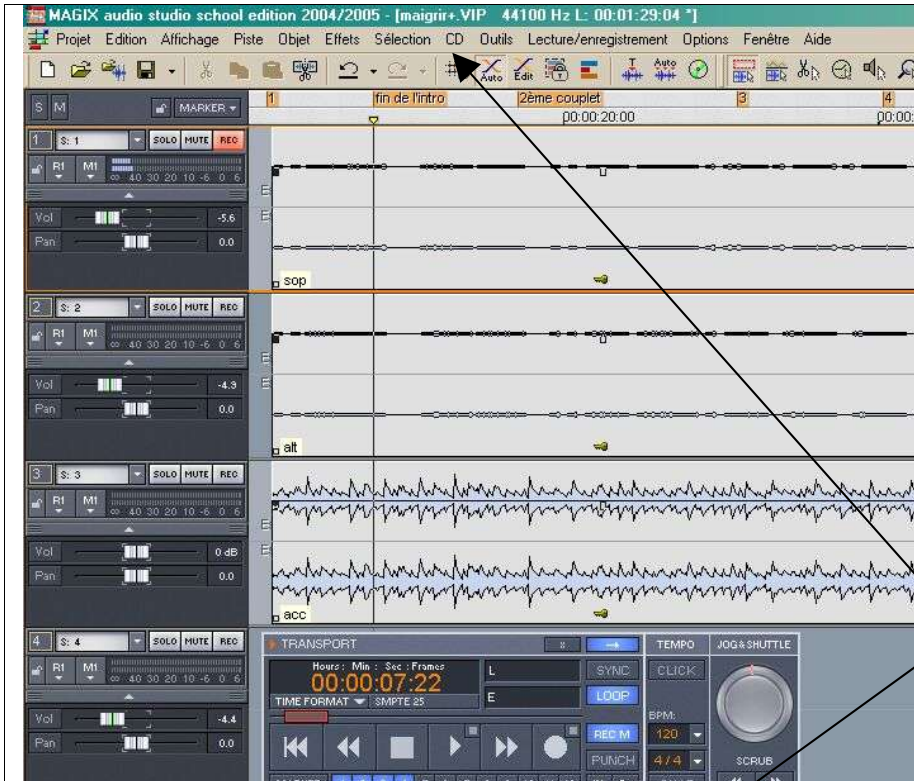 MAGIX audio studio school edition 2004/2005 - [maigrir+.VIP 44100 Hz L: 00:01:29:04 *]
Projet Edition Affichage Piste Objet Effets Sélection CD Outils Lecture/enregistrement Options Fenêtre Aide
Auto Edit T Auto
S M MARKER 1 fin de l'intro 2ème couplet 3 4
00:00:20:00 00:00:
1 S: 1 SOLO MUTE REC
R1 M1 ∞ 40 30 20 10 -6 0 6
Vol -5.6
Pan 0.0
sop
2 S: 2 SOLO MUTE REC
R1 M1 ∞ 40 30 20 10 -6 0 6
Vol -4.9
Pan 0.0
alt
3 S: 3 SOLO MUTE REC
R1 M1 ∞ 40 30 20 10 -6 0 6
Vol 0 dB
Pan 0.0
acc
4 S: 4 SOLO MUTE REC
R1 M1 ∞ 40 30 20 10 -6 0 6
Vol -4.4
Pan 0.0
TRANSPORT TEMPO JOG&SHUTTLE
Hours: Min : Sec : Frames
00:00:07:22
TIME FORMAT SMPTE 25
L
E
SYNC CLICK
LOOP
BPM:
REC M 120
PUNCH 4/4 SCRUB